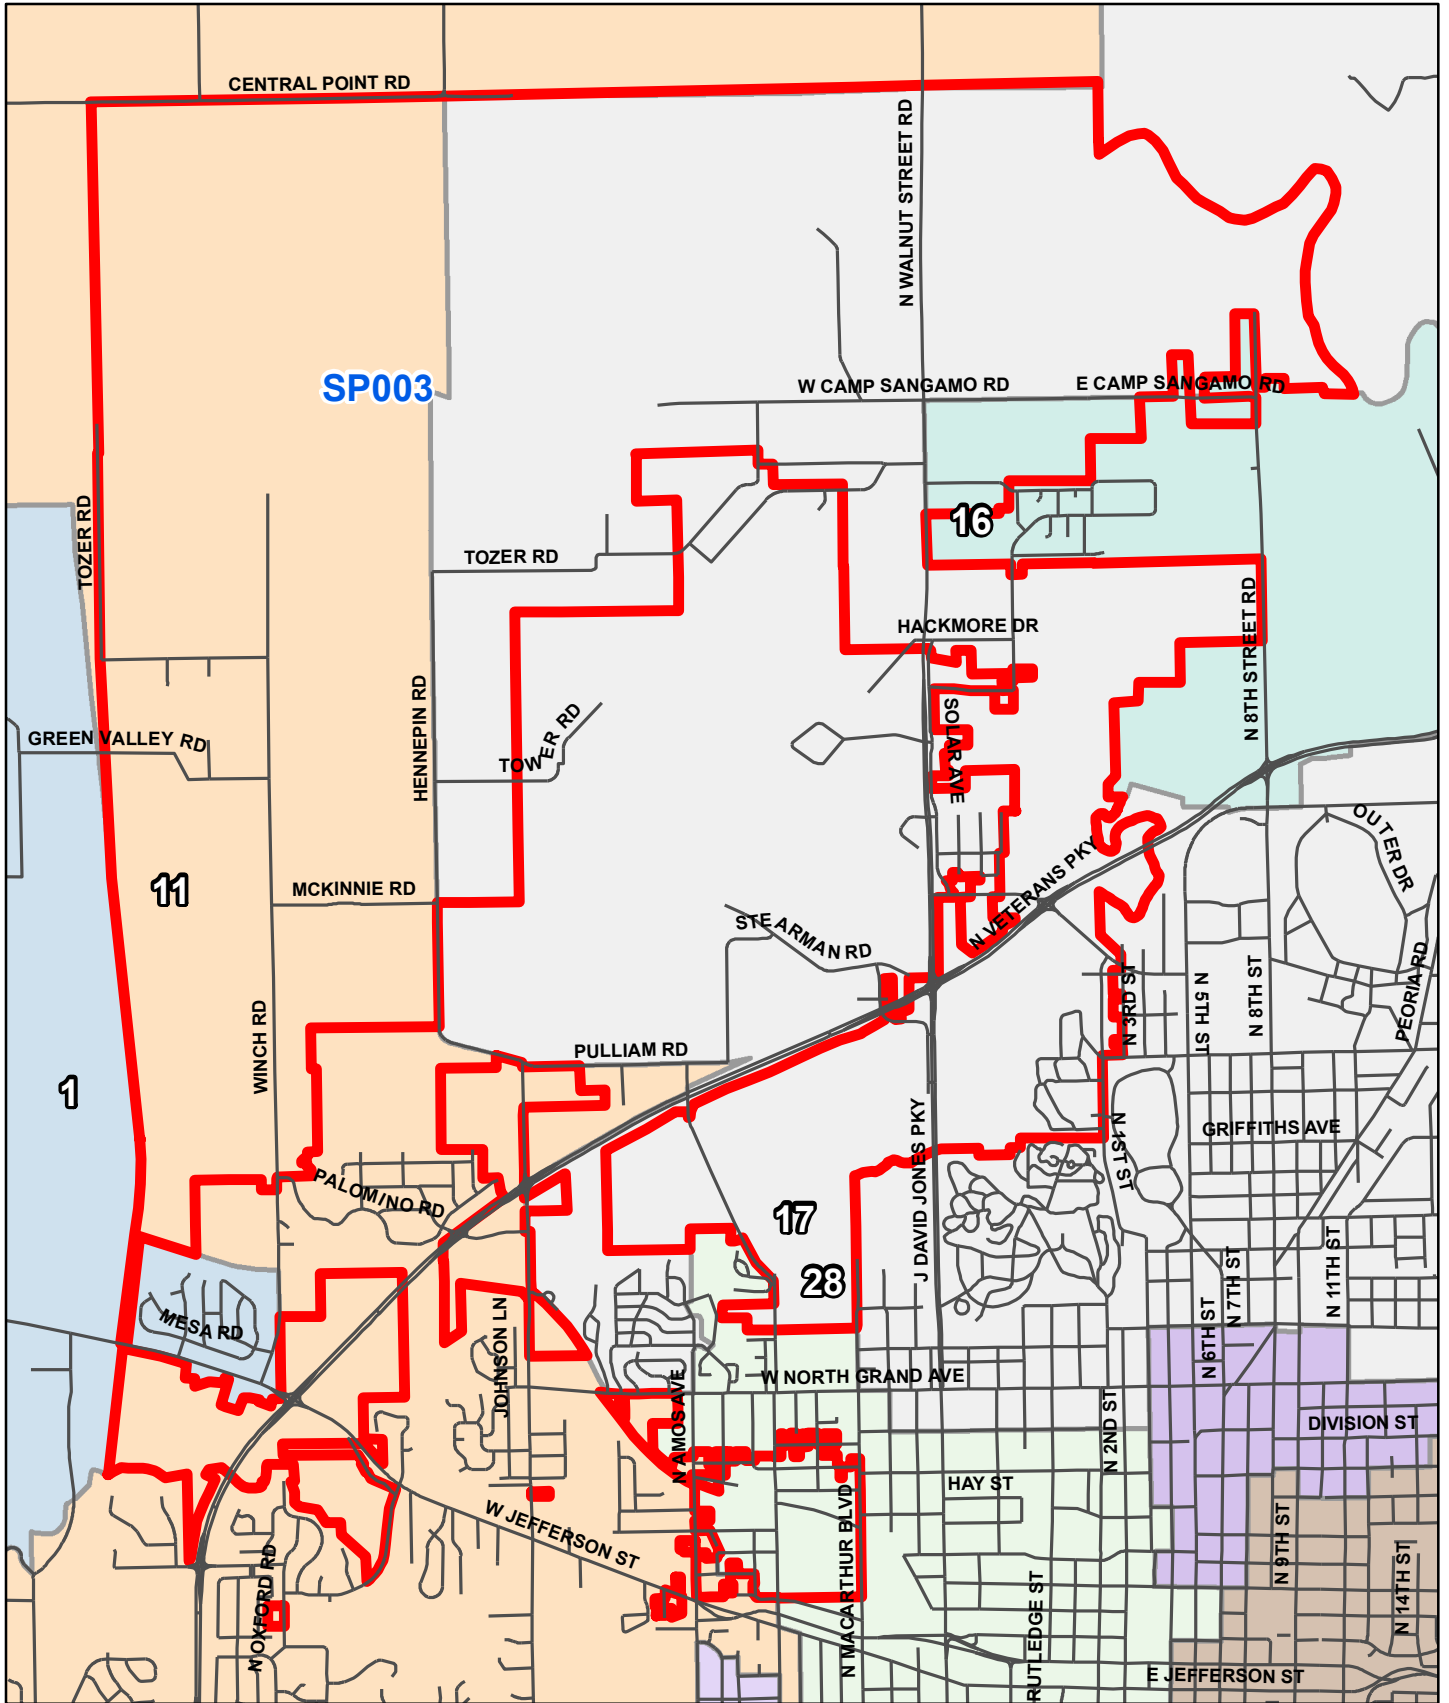 CENTRAL POINT RD
N WALNUT STREET RD
SP003
W CAMP SANGAMO RD
E CAMP SANGAMO RD
TOZER RD
16
TOZER RD
HACKMORE DR
N 8TH STREET RD
HENNEPIN RD
SOLAR AVE
GREEN VALLEY RD
TOWER RD
OUTER DR
11
MCKINNIE RD
N VETERANS PKY
STEARMAN RD
PEORIA RD
N 3RD ST
N 5TH ST
N 8TH ST
WINCH RD
PULLIAM RD
1
J DAVID JONES PKY
N 1ST ST
GRIFFITHS AVE
PALOMINO RD
17
28
N 7TH ST
N 11TH ST
MESA RD
N 6TH ST
JOHNSON LN
W NORTH GRAND AVE
N AMOS AVE
N 2ND ST
DIVISION ST
HAY ST
W JEFFERSON ST
N MACARTHUR BLVD
N 9TH ST
N 14TH ST
N OXFORD RD
RUTLEDGE ST
E JEFFERSON ST